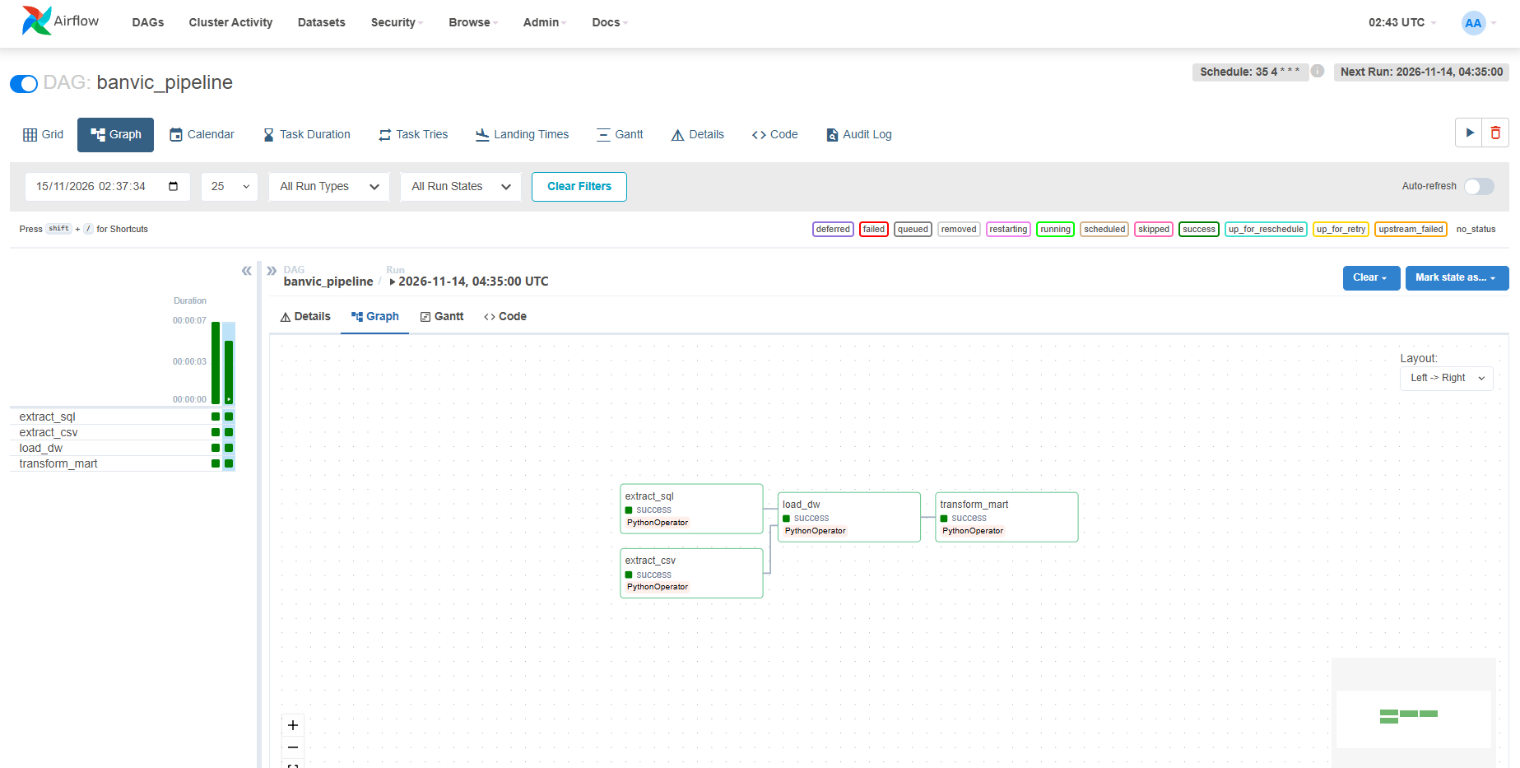 Airflow DAGs Cluster Activity Datasets Security Browse Admin Docs 02:43 UTC AA
DAG: banvic_pipeline
Schedule: 35 4 * * * i Next Run: 2026-11-14, 04:35:00
Grid Graph Calendar Task Duration Task Tries Landing Times Gantt Details <> Code Audit Log
15/11/2026 02:37:34 25 All Run Types All Run States Clear Filters Auto-refresh
Press shift + / for Shortcuts
deferred failed queued removed restarting running scheduled skipped success up_for_reschedule up_for_retry upstream_failed no_status
DAG Run
banvic_pipeline / 2026-11-14, 04:35:00 UTC
Clear Mark state as...
Details Graph Gantt <> Code
Duration
00:00:07
00:00:03
00:00:00
extract_sql
extract_csv
load_dw
transform_mart
Layout:
Left -> Right
extract_sql
success
PythonOperator
extract_csv
success
PythonOperator
load_dw
success
PythonOperator
transform_mart
success
PythonOperator